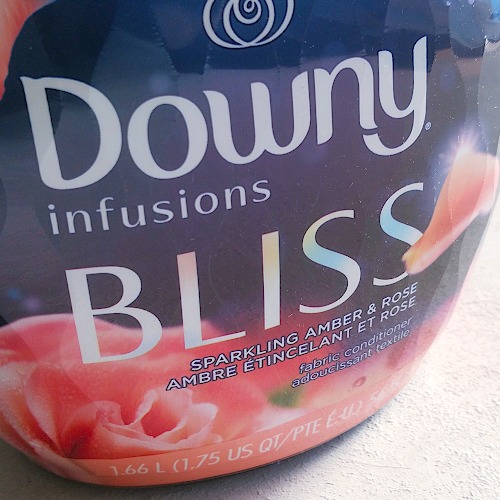 Downy®
infusions
BLISS
SPARKLING AMBER & ROSE
AMBRE ÉTINCELANT ET ROSE
fabric conditioner
adoucissant textile
1.66 L (1.75 US QT/PTE É.-U.)